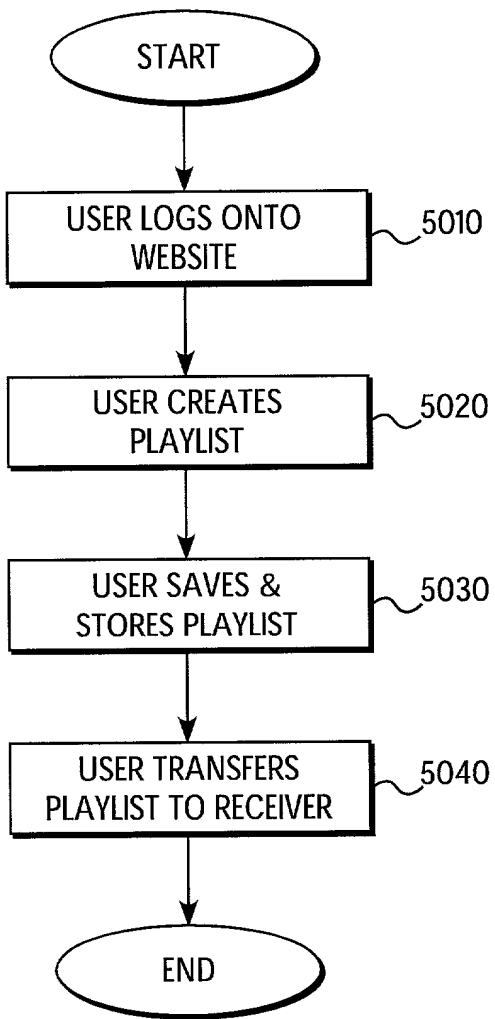 START
USER LOGS ONTO
WEBSITE
5010
USER CREATES
PLAYLIST
5020
USER SAVES &
STORES PLAYLIST
5030
USER TRANSFERS
PLAYLIST TO RECEIVER
5040
END